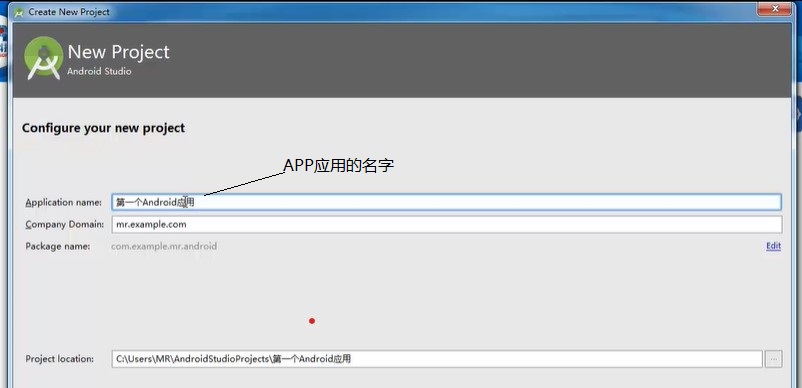 Create New Project
New Project
Android Studio
Configure your new project
APP应用的名字
Application name: 第一个Android应用
Company Domain: mr.example.com
Package name: com.example.mr.android Edit
Project location: C:\Users\MR\AndroidStudioProjects\第一个Android应用 ...